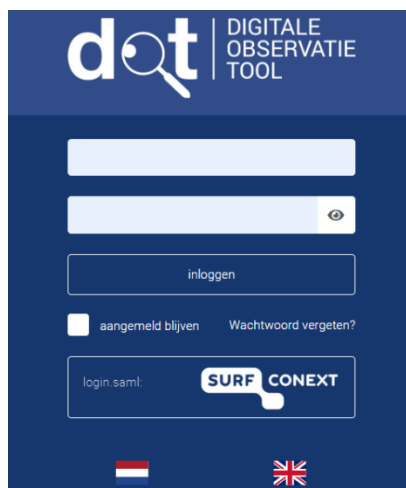 dot
DIGITALE
OBSERVATIE
TOOL
inloggen
aangemeld blijven Wachtwoord vergeten?
login.saml: SURF CONEXT